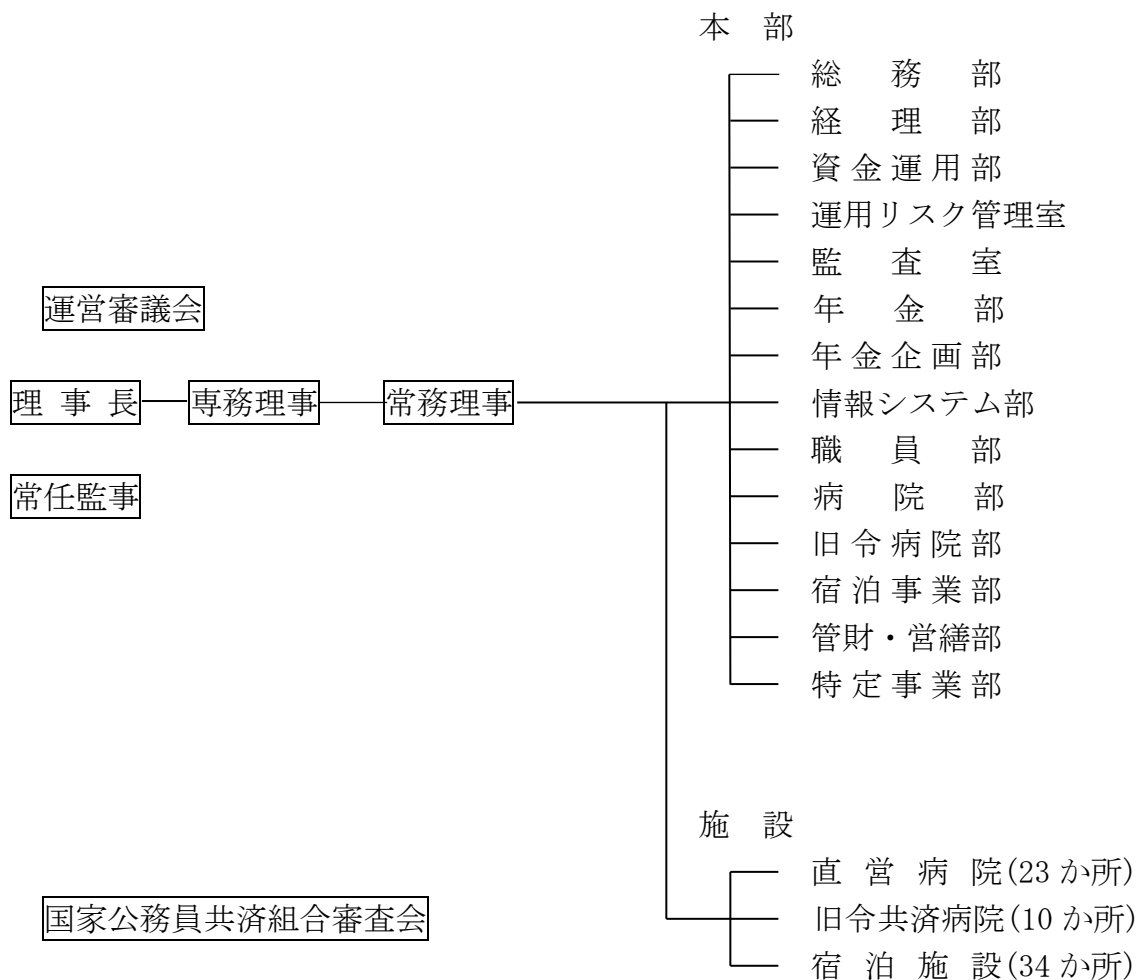 本　部
総　務　部
経　理　部
資金運用部
運用リスク管理室
監　査　室
運営審議会
年　金　部
年金企画部
理　事　長
専務理事
常務理事
情報システム部
職　員　部
常任監事
病　院　部
旧令病院部
宿泊事業部
管財・営繕部
特定事業部
施　設
直　営　病　院(23か所)
国家公務員共済組合審査会
旧令共済病院(10か所)
宿　泊　施　設(34か所)